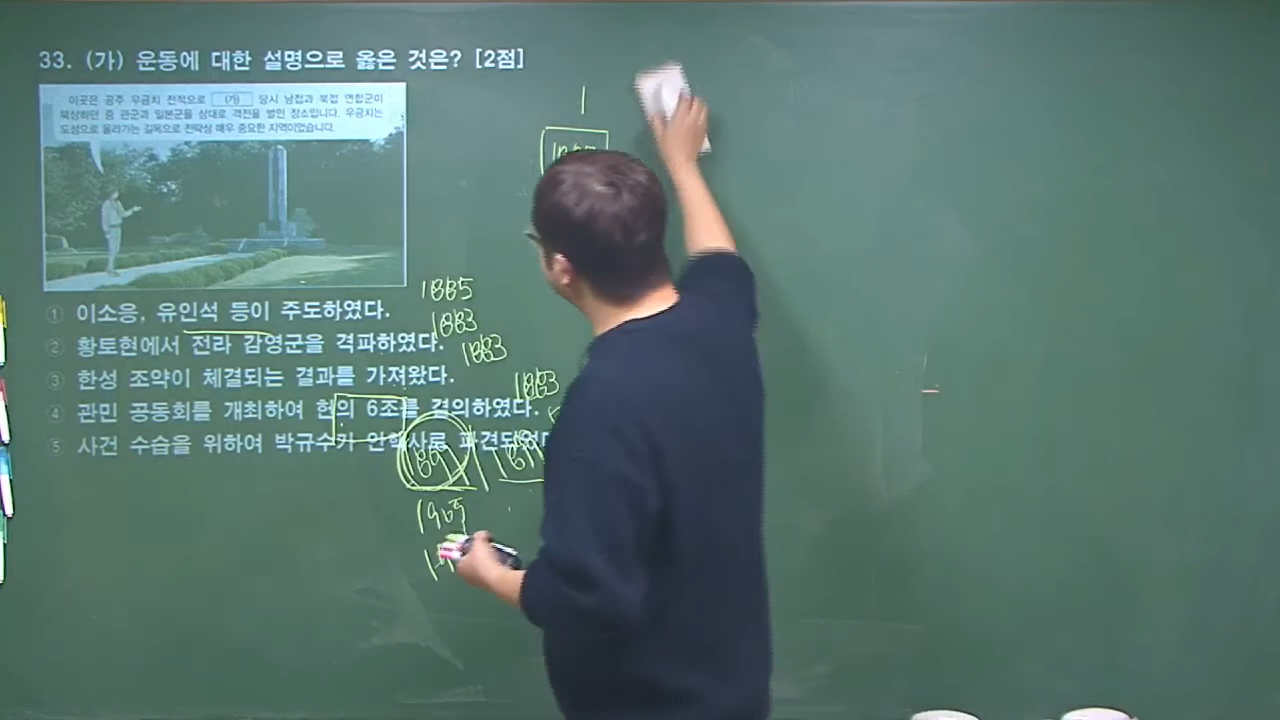 33. (가) 운동에 대한 설명으로 옳은 것은? [2점]
이곳은 공주 우금치 전적으로 (가) 당시 남접과 북접 연합군이
북상하던 중 관군과 일본군을 상대로 격전을 벌인 장소입니다. 우금치는
도성으로 올라가는 길목으로 전략상 매우 중요한 지역이었습니다.
① 이소응, 유인석 등이 주도하였다.
② 황토현에서 전라 감영군을 격파하였다.
③ 한성 조약이 체결되는 결과를 가져왔다.
④ 관민 공동회를 개최하여 헌의 6조를 결의하였다.
⑤ 사건 수습을 위하여 박규수가 안핵사로
1
1885
1883
1883
1883